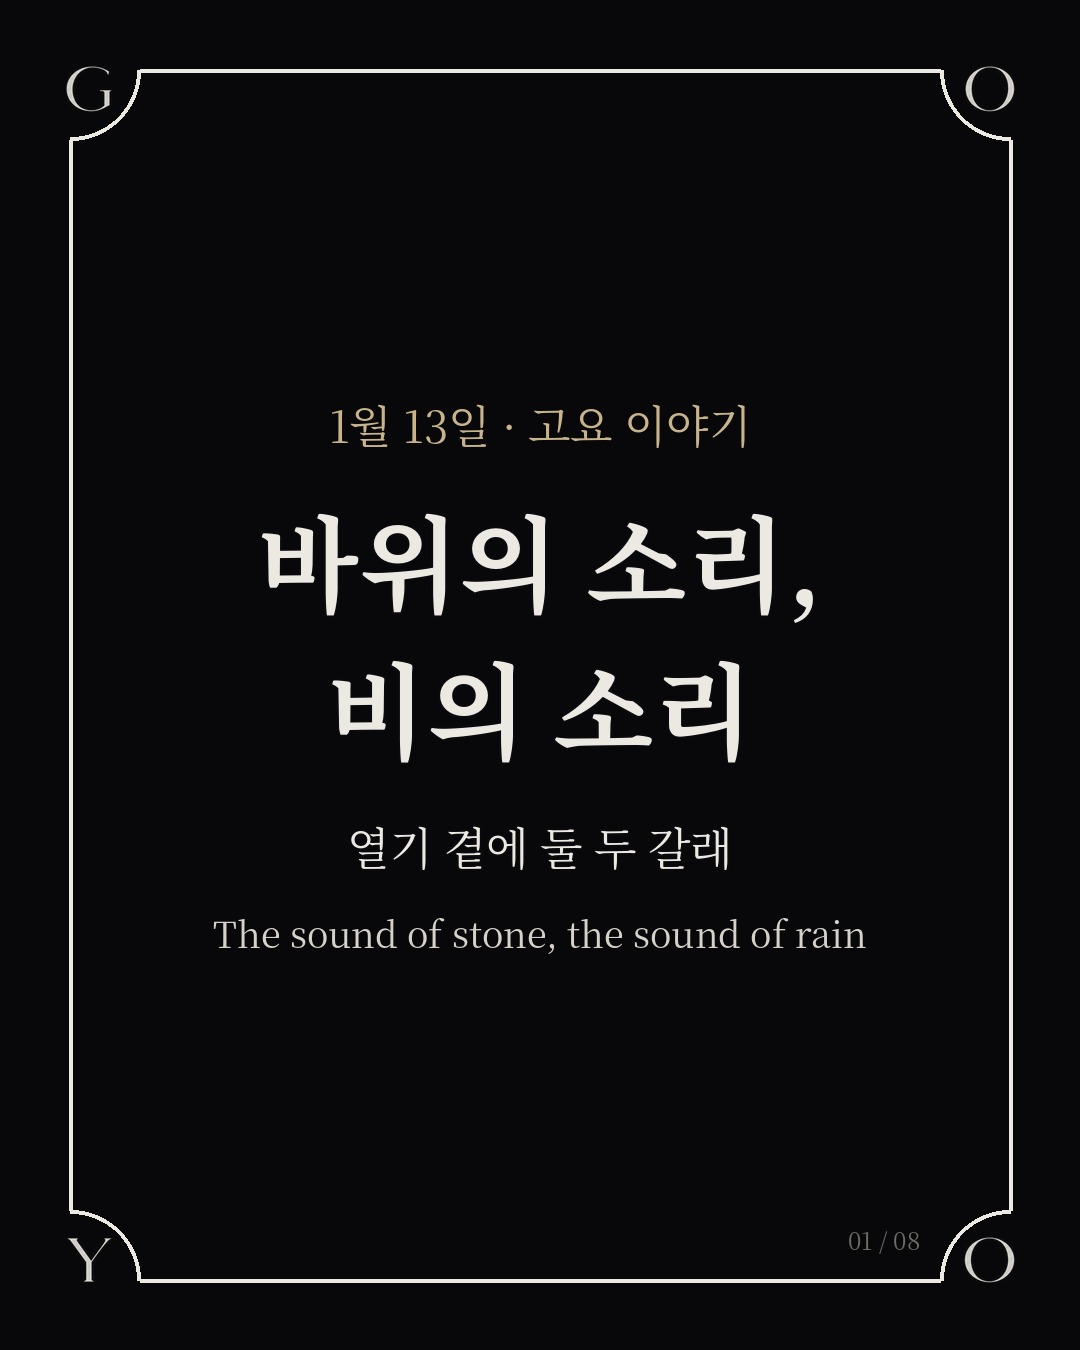 G O
1월 13일 · 고요 이야기
바위의 소리,
비의 소리
열기 곁에 둘 두 갈래
The sound of stone, the sound of rain
01 / 08
Y O